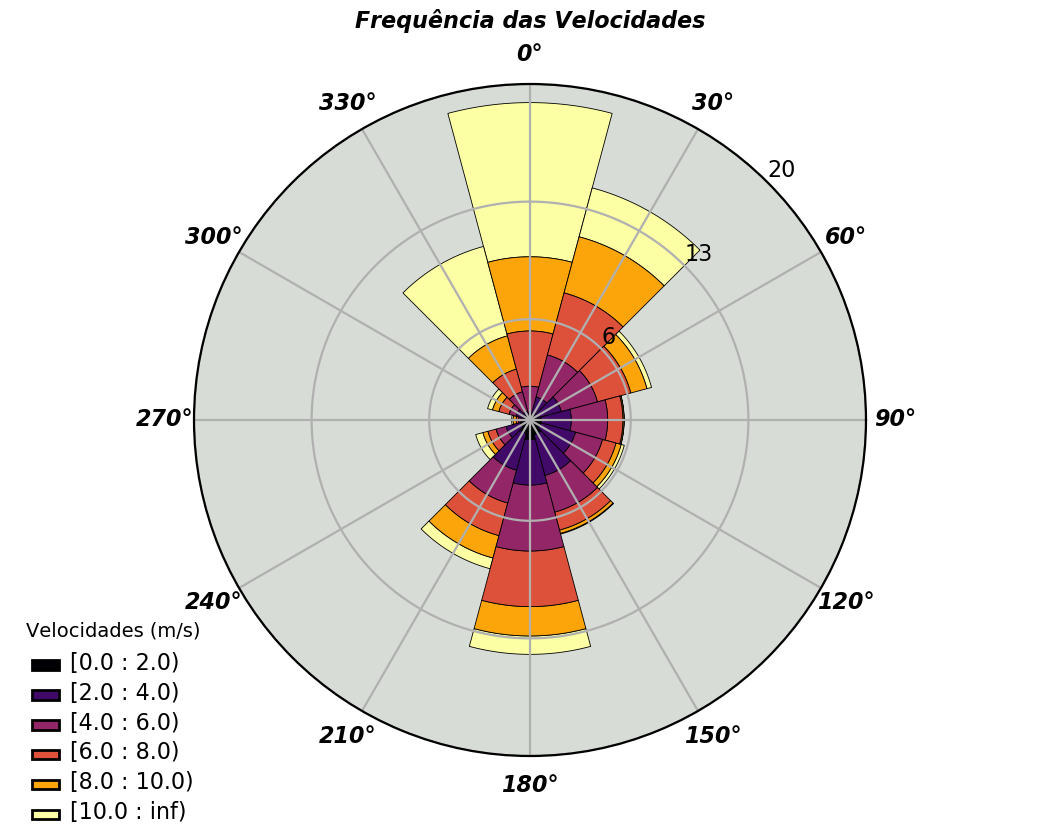 Frequência das Velocidades
0°
330°
30°
20
300°
60°
13
6
270°
90°
240°
120°
210°
150°
180°
Velocidades (m/s)
[0.0 : 2.0)
[2.0 : 4.0)
[4.0 : 6.0)
[6.0 : 8.0)
[8.0 : 10.0)
[10.0 : inf)